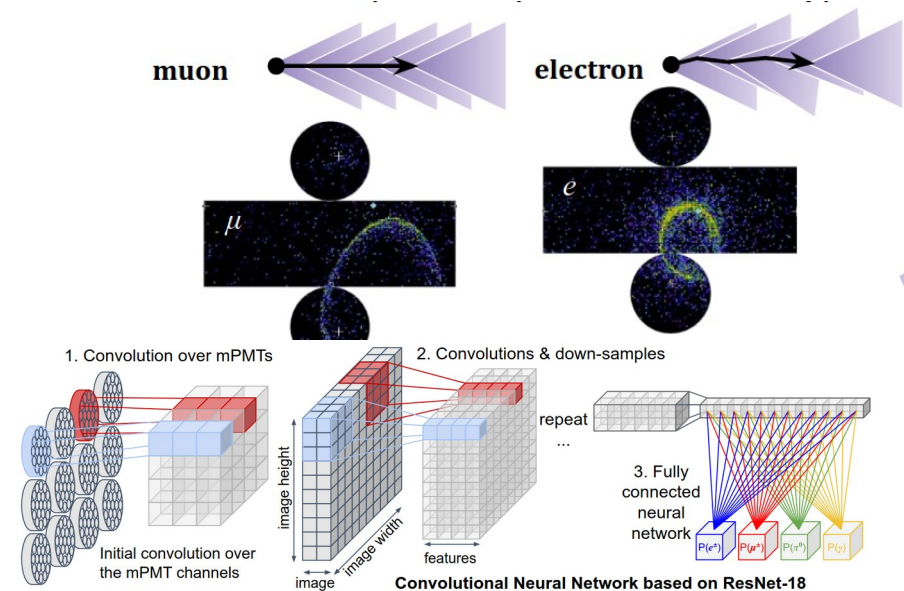 muon
electron
μ
e
1. Convolution over mPMTs
2. Convolutions & down-samples
repeat
...
3. Fully
connected
neural
network
image height
image width
P(e±)
P(μ±)
P(π⁰)
P(γ)
Initial convolution over
the mPMT channels
image
features
Convolutional Neural Network based on ResNet-18